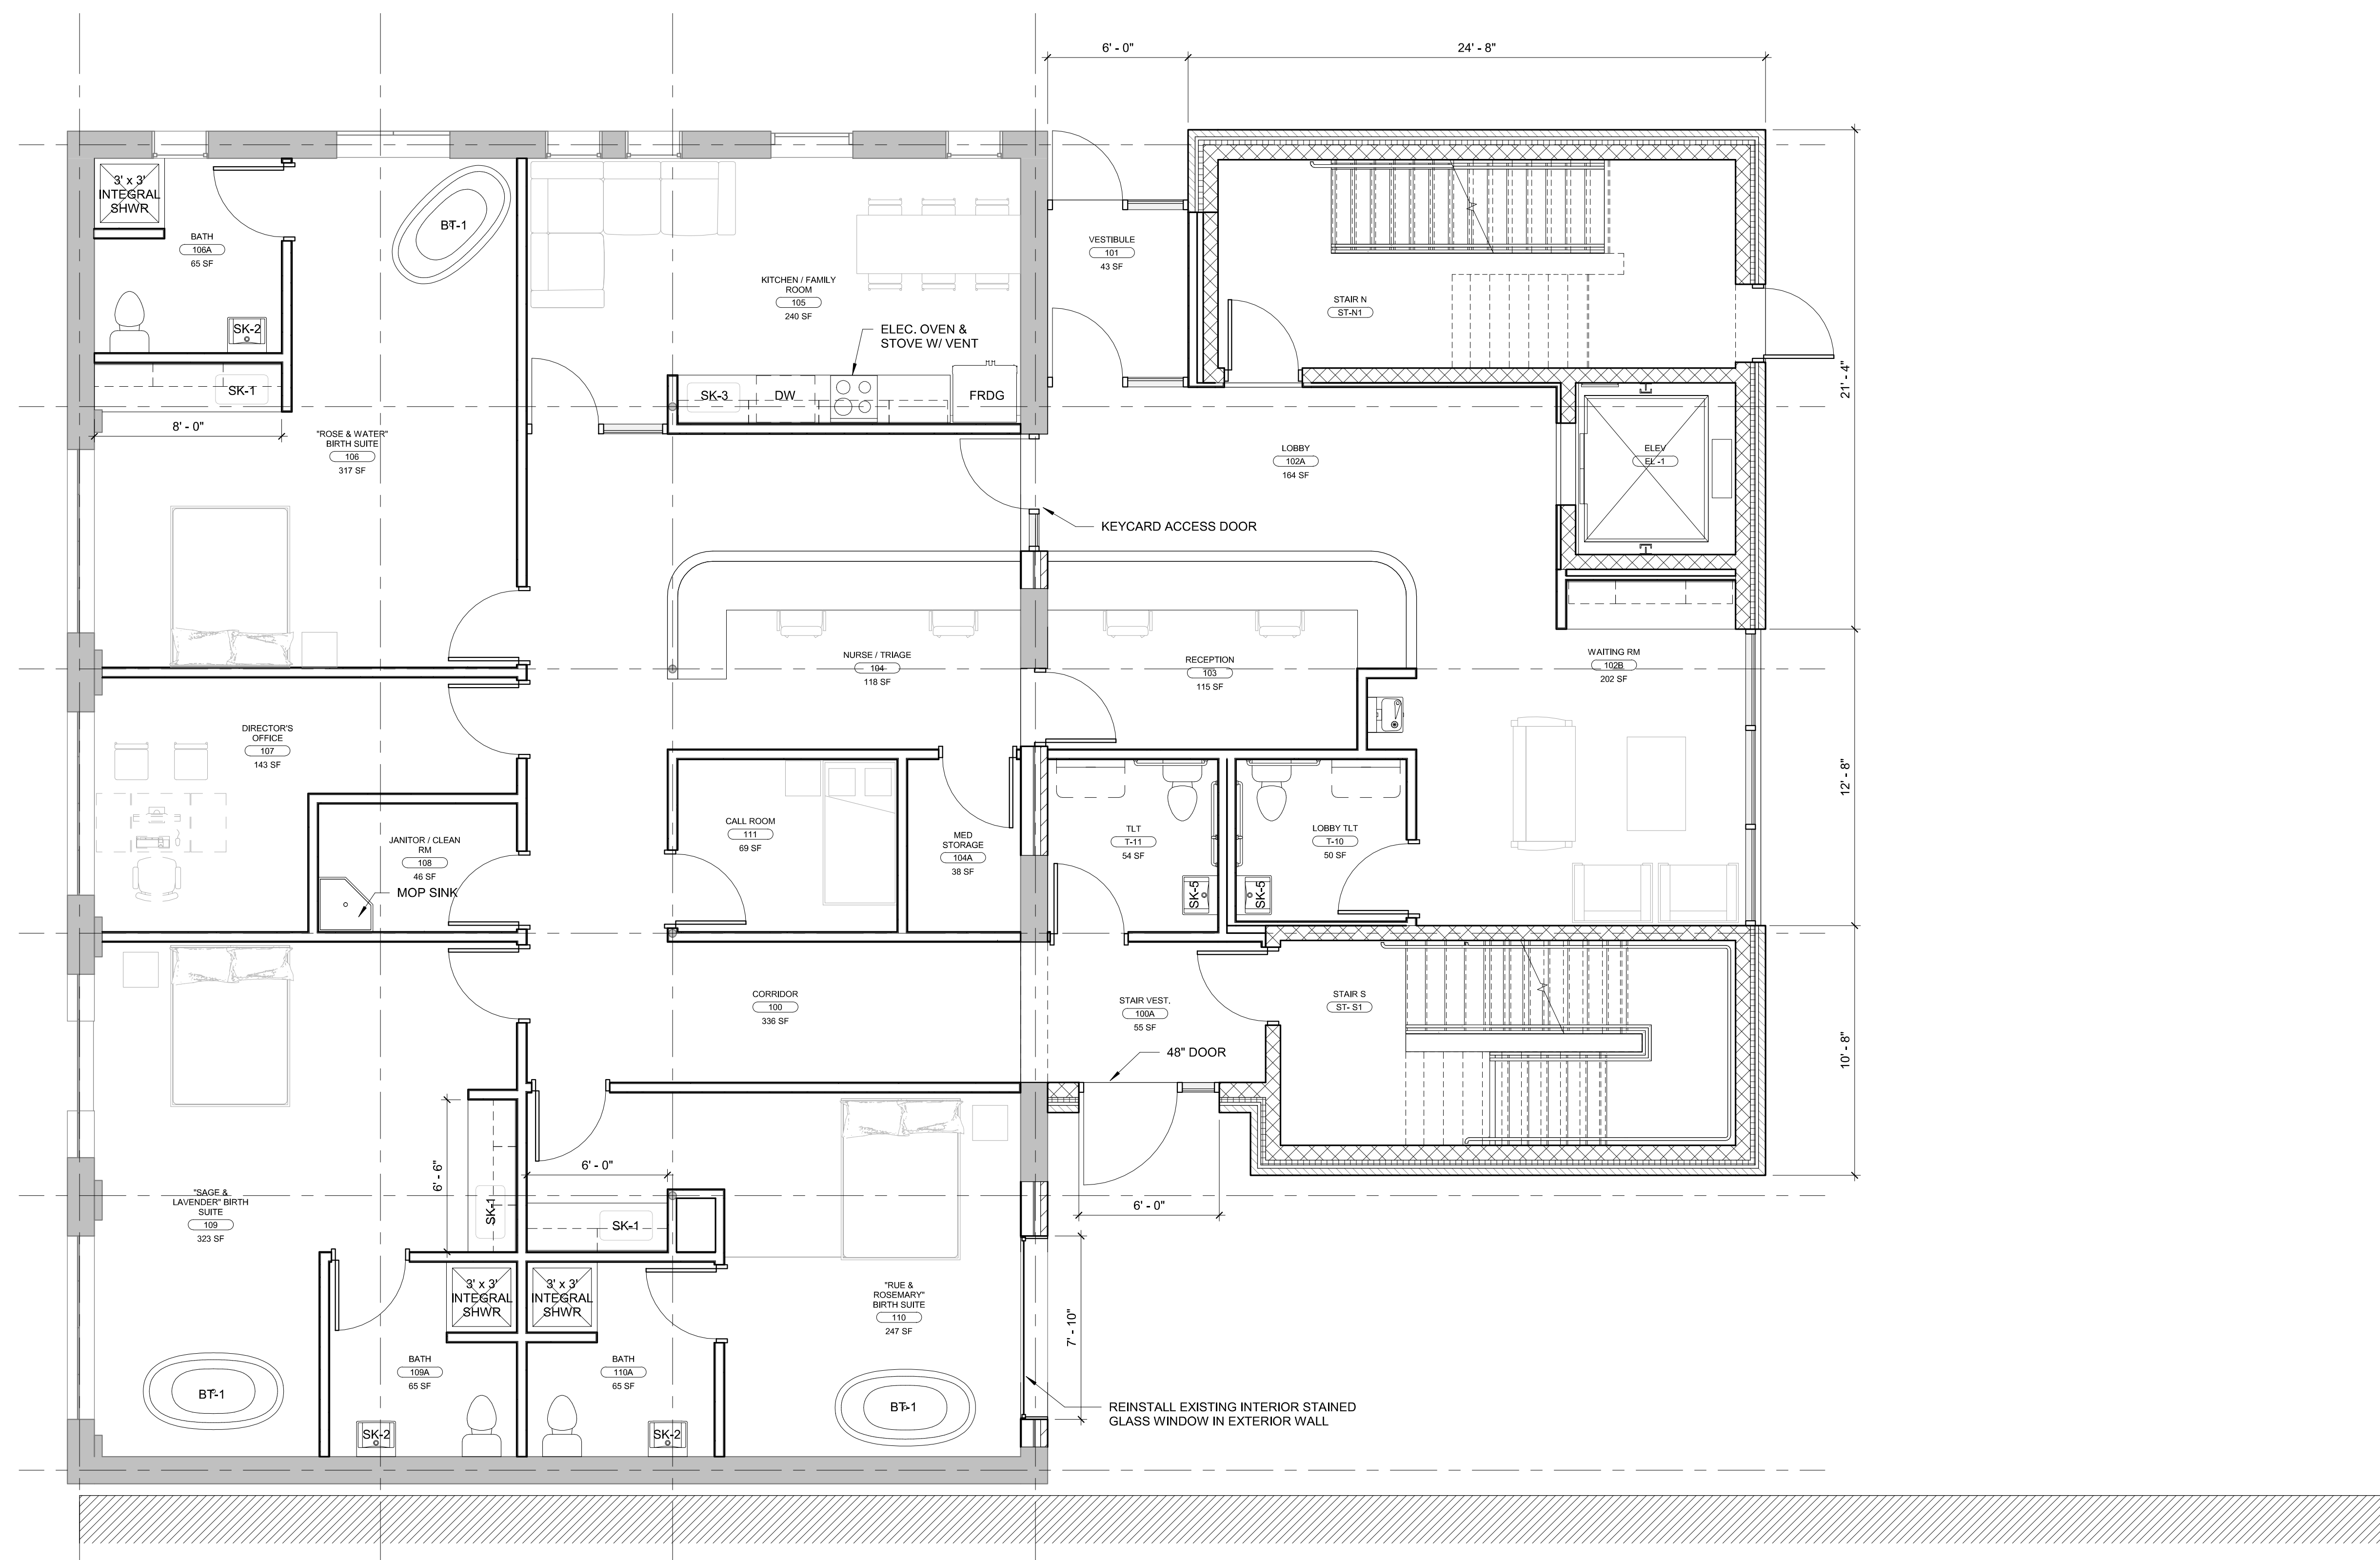 6' - 0"
24' - 8"
3' x 3'
INTEGRAL
SHWR
BATH
106A
65 SF
BT-1
SK-2
SK-1
8' - 0"
"ROSE & WATER"
BIRTH SUITE
106
317 SF
KITCHEN / FAMILY
ROOM
105
240 SF
ELEC. OVEN &
STOVE W/ VENT
SK-3
DW
FRDG
VESTIBULE
101
43 SF
STAIR N
ST-N1
21' - 4"
LOBBY
102A
164 SF
ELEV
EL -1
KEYCARD ACCESS DOOR
NURSE / TRIAGE
104
118 SF
RECEPTION
103
115 SF
WAITING RM
102B
202 SF
DIRECTOR'S
OFFICE
107
143 SF
12' - 8"
JANITOR / CLEAN
RM
108
46 SF
MOP SINK
CALL ROOM
111
69 SF
MED
STORAGE
104A
38 SF
TLT
T-11
54 SF
SK-5
LOBBY TLT
T-10
50 SF
SK-5
CORRIDOR
100
336 SF
STAIR VEST.
100A
55 SF
STAIR S
ST- S1
48" DOOR
10' - 8"
6' - 0"
"SAGE &
LAVENDER" BIRTH
SUITE
109
323 SF
6' - 6"
SK-1
6' - 0"
SK-1
3' x 3'
INTEGRAL
SHWR
3' x 3'
INTEGRAL
SHWR
"RUE &
ROSEMARY"
BIRTH SUITE
110
247 SF
7' - 10"
BATH
109A
65 SF
BATH
110A
65 SF
BT-1
BT-1
SK-2
SK-2
REINSTALL EXISTING INTERIOR STAINED
GLASS WINDOW IN EXTERIOR WALL